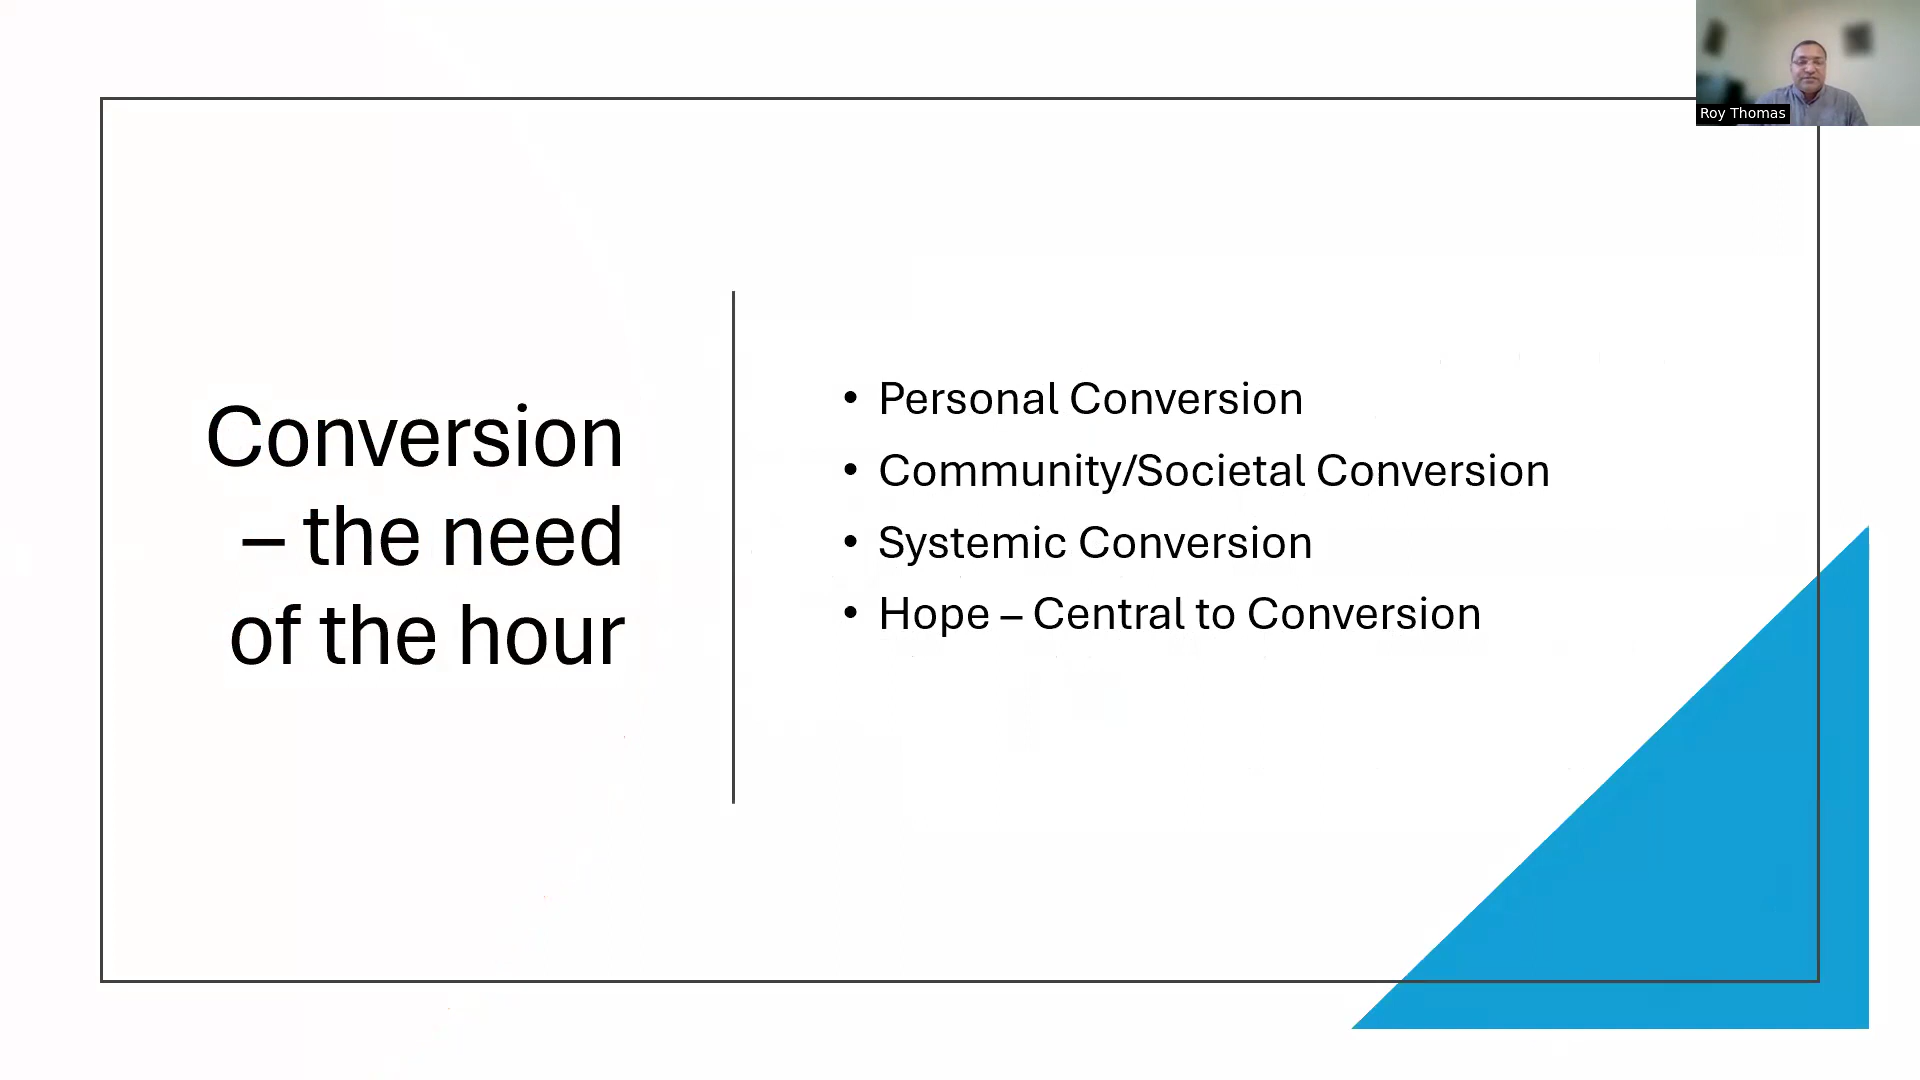 Roy Thomas
Conversion
– the need
of the hour
• Personal Conversion
• Community/Societal Conversion
• Systemic Conversion
• Hope – Central to Conversion